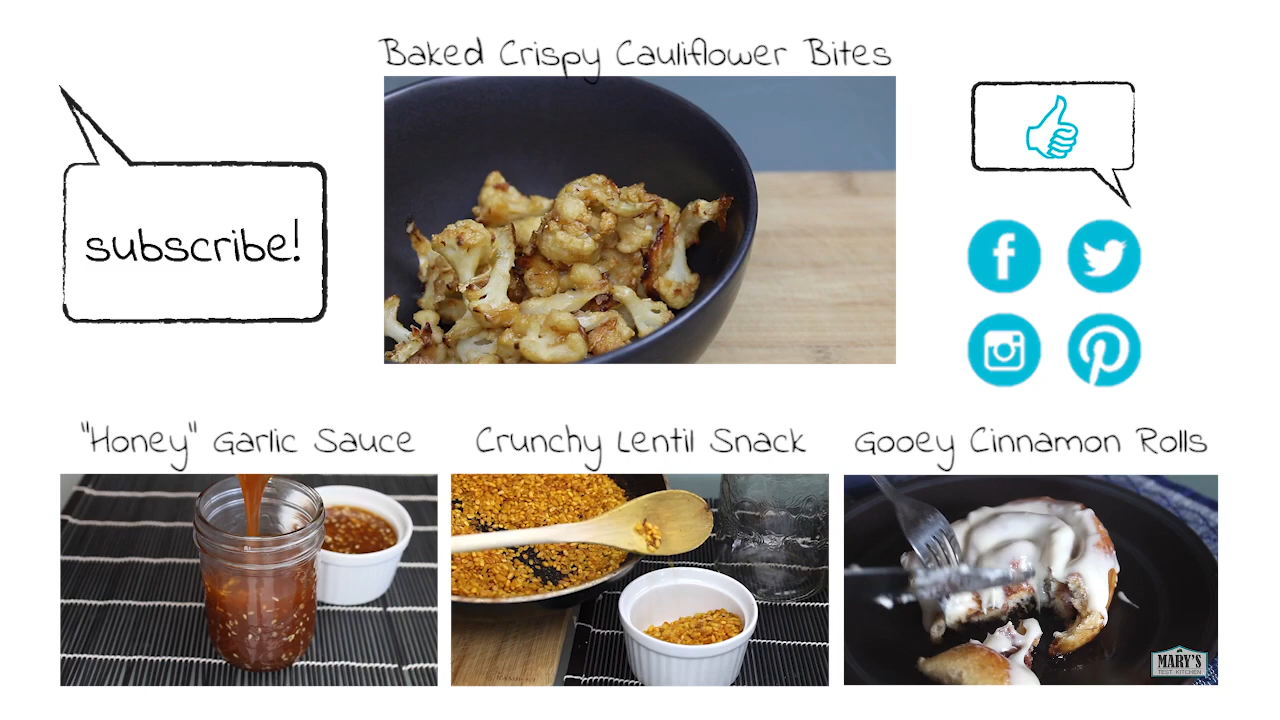 Baked Crispy Cauliflower Bites
subscribe!
"Honey" Garlic Sauce
Crunchy Lentil Snack
Gooey Cinnamon Rolls
MARY'S
TEST KITCHEN